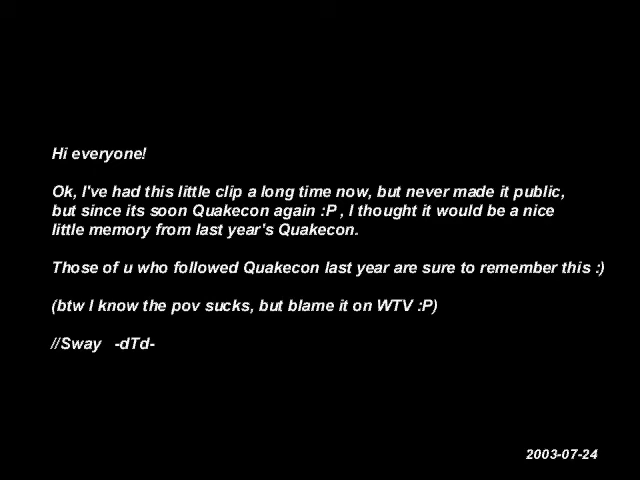 Hi everyone!
Ok, I've had this little clip a long time now, but never made it public,
but since its soon Quakecon again :P , I thought it would be a nice
little memory from last year's Quakecon.
Those of u who followed Quakecon last year are sure to remember this :)
(btw I know the pov sucks, but blame it on WTV :P)
//Sway -dTd-
2003-07-24